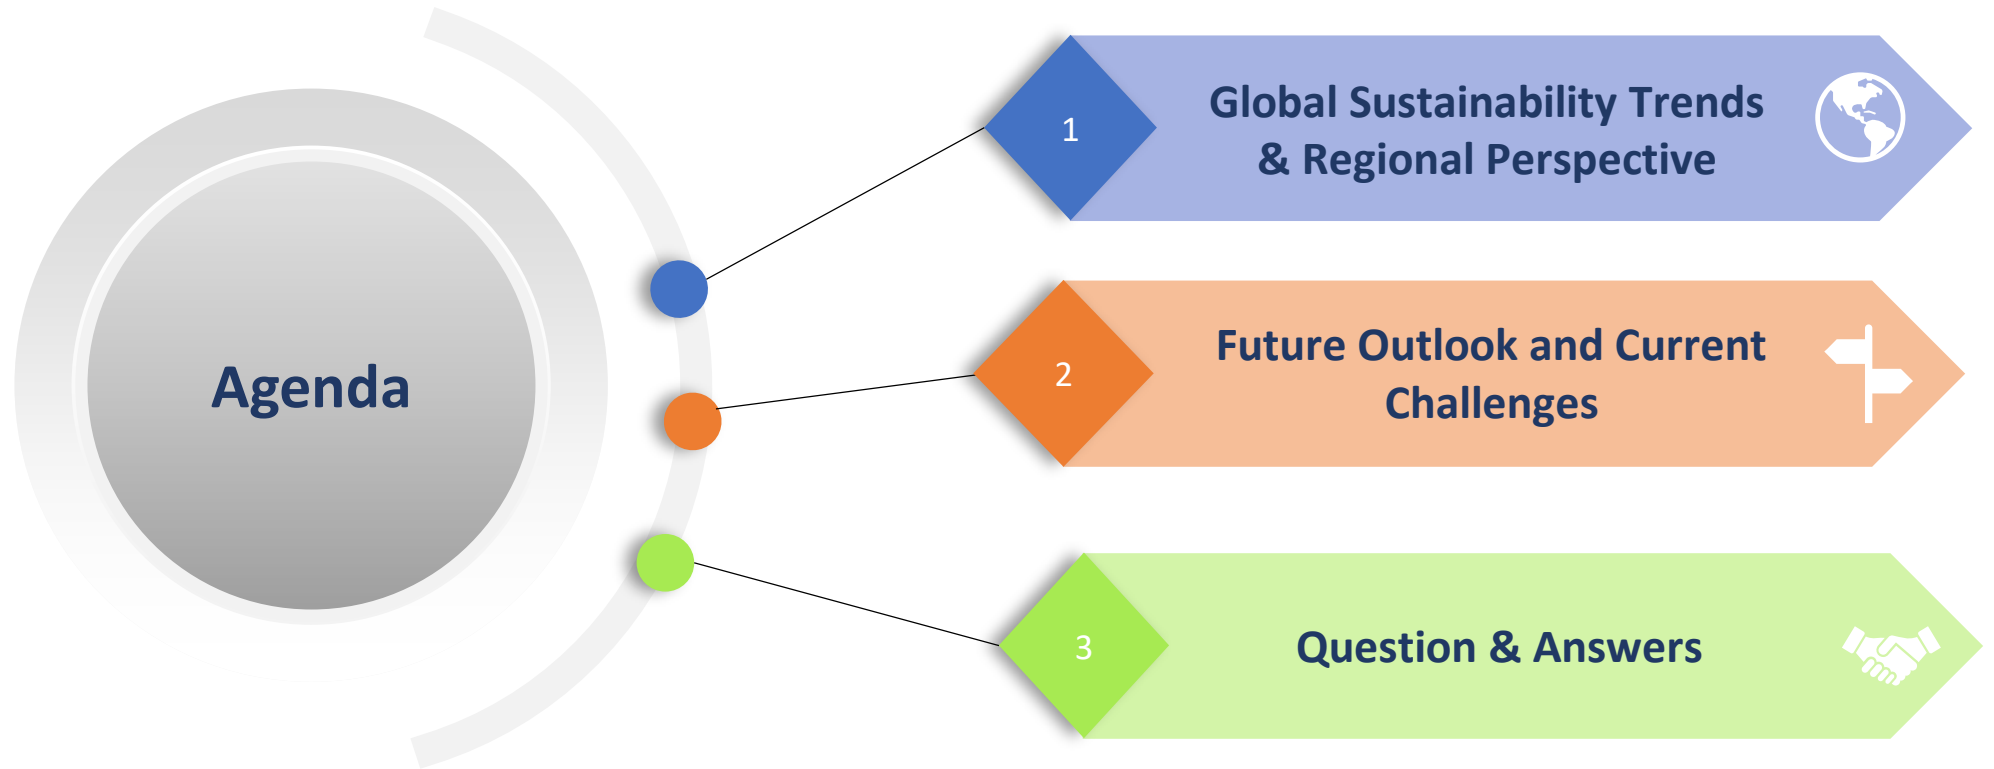 Agenda
1
Global Sustainability Trends
& Regional Perspective
2
Future Outlook and Current
Challenges
3
Question & Answers